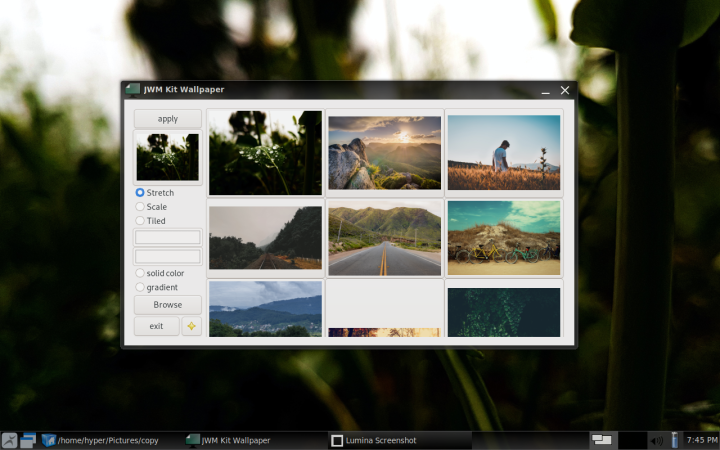 JWM Kit Wallpaper
apply
Stretch
Scale
Tiled
solid color
gradient
Browse
exit
/home/hyper/Pictures/copy
JWM Kit Wallpaper
Lumina Screenshot
7:45 PM